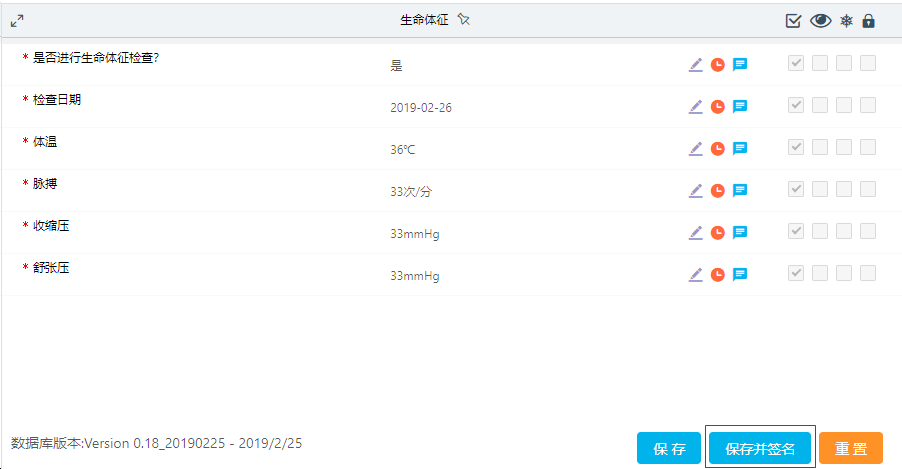 生命体征
* 是否进行生命体征检查?
是
* 检查日期
2019-02-26
* 体温
36℃
* 脉搏
33次/分
* 收缩压
33mmHg
* 舒张压
33mmHg
数据库版本:Version 0.18_20190225 - 2019/2/25
保 存
保存并签名
重 置